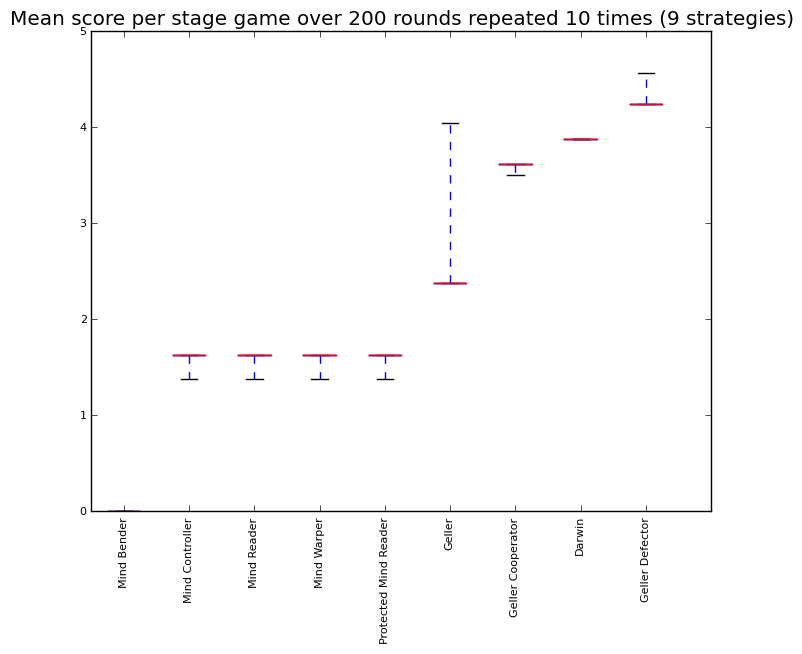 Mean score per stage game over 200 rounds repeated 10 times (9 strategies)
5
4
3
2
1
0
Mind Bender
Mind Controller
Mind Reader
Mind Warper
Protected Mind Reader
Geller
Geller Cooperator
Darwin
Geller Defector